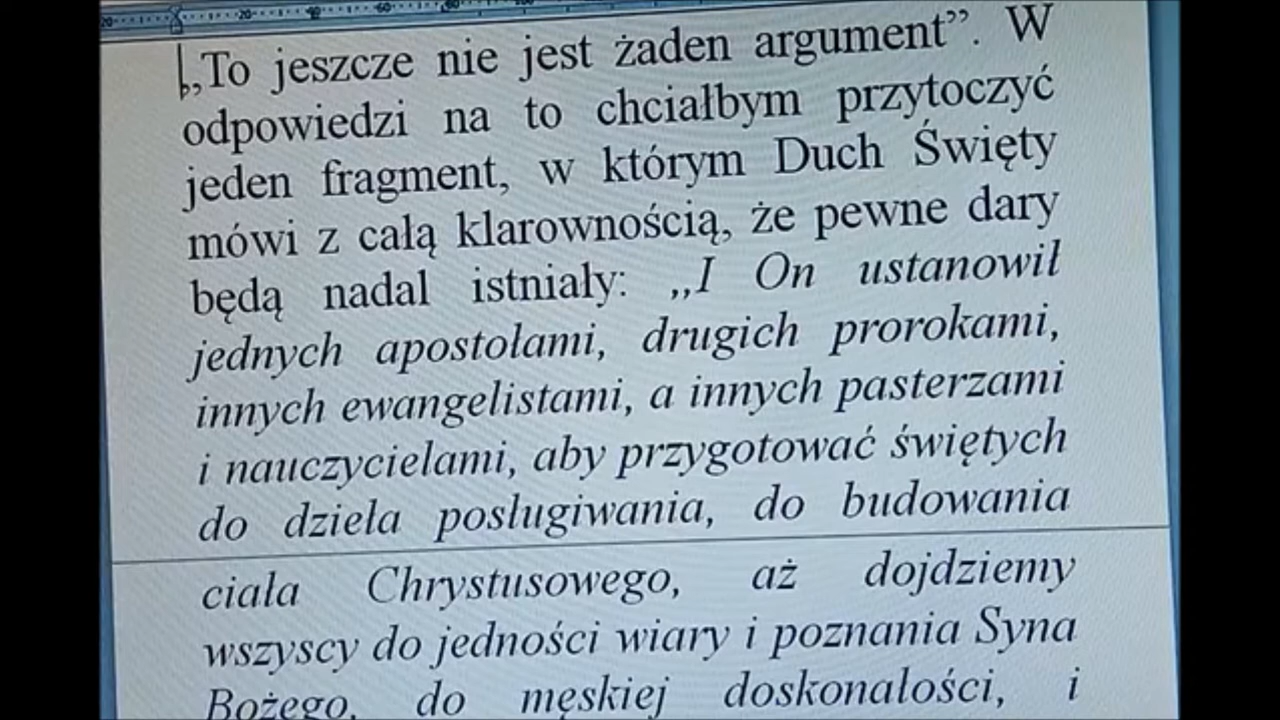 „To jeszcze nie jest żaden argument”. W
odpowiedzi na to chciałbym przytoczyć
jeden fragment, w którym Duch Święty
mówi z całą klarownością, że pewne dary
będą nadal istniały: „I On ustanowił
jednych apostołami, drugich prorokami,
innych ewangelistami, a innych pasterzami
i nauczycielami, aby przygotować świętych
do dzieła posługiwania, do budowania
ciała Chrystusowego, aż dojdziemy
wszyscy do jedności wiary i poznania Syna
Bożego, do męskiej doskonałości, i